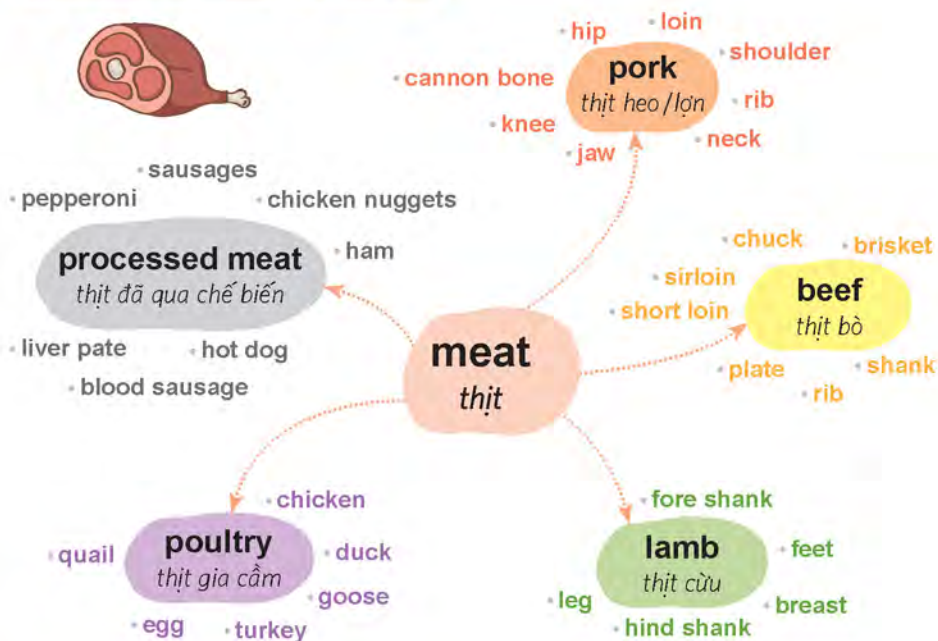 • hip
• loin
• shoulder
• cannon bone
pork
thịt heo/lợn
• rib
• knee
• jaw
• neck
• sausages
• pepperoni
• chicken nuggets
• ham
processed meat
thịt đã qua chế biến
• liver pate
• hot dog
• blood sausage
• chuck
• brisket
• sirloin
beef
• short loin
thịt bò
• plate
• shank
• rib
meat
thịt
• chicken
• quail
poultry
• duck
thịt gia cầm
• goose
• egg
• turkey
• fore shank
lamb
• feet
thịt cừu
• leg
• breast
• hind shank